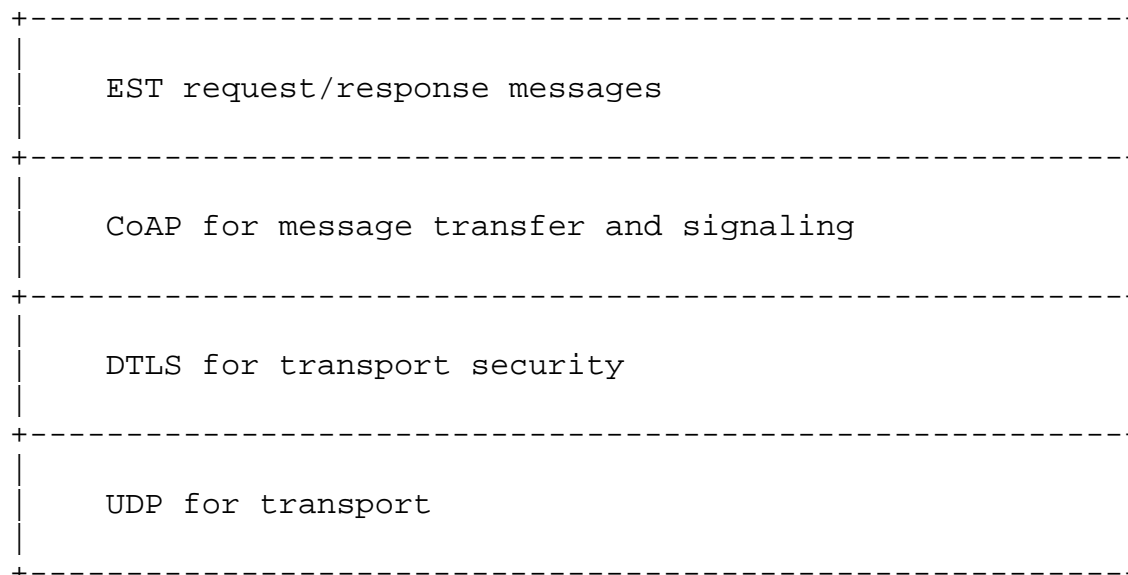 EST request/response messages
CoAP for message transfer and signaling
DTLS for transport security
UDP for transport